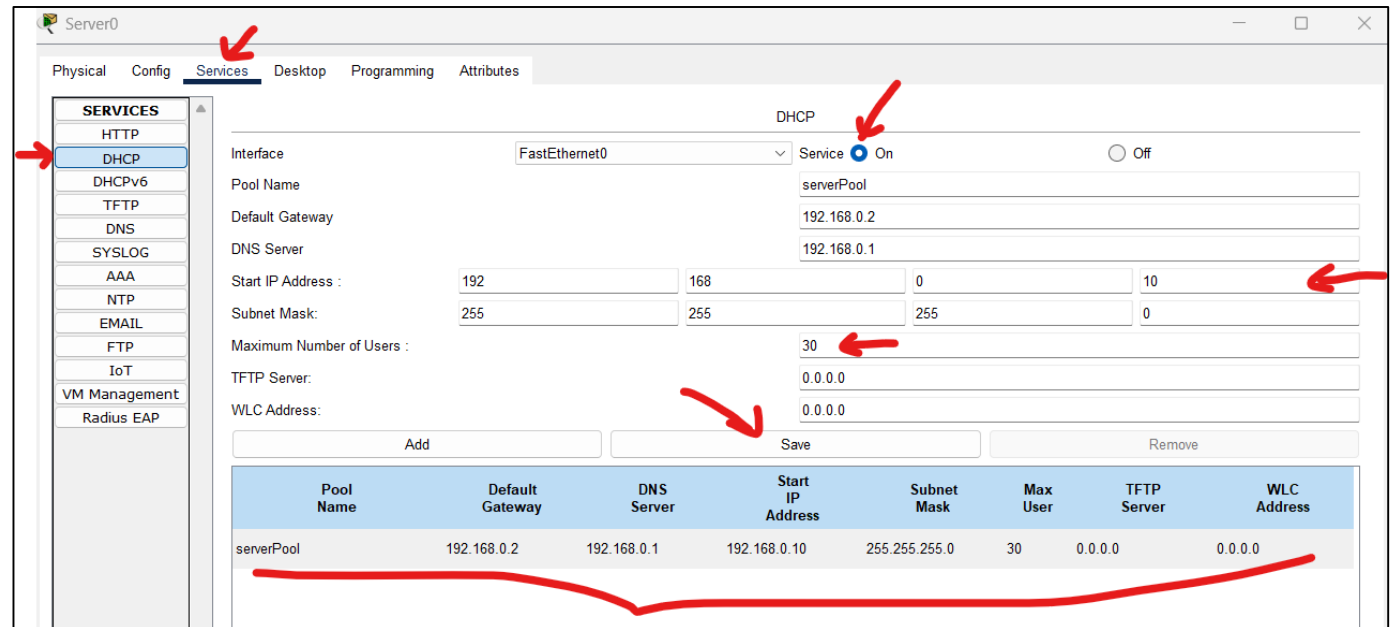 Server0
Physical Config Services Desktop Programming Attributes
SERVICES
HTTP
DHCP
DHCPv6
TFTP
DNS
SYSLOG
AAA
NTP
EMAIL
FTP
IoT
VM Management
Radius EAP
DHCP
Interface FastEthernet0 Service On Off
Pool Name serverPool
Default Gateway 192.168.0.2
DNS Server 192.168.0.1
Start IP Address : 192 168 0 10
Subnet Mask: 255 255 255 0
Maximum Number of Users : 30
TFTP Server: 0.0.0.0
WLC Address: 0.0.0.0
Add Save Remove
Pool Name Default Gateway DNS Server Start IP Address Subnet Mask Max User TFTP Server WLC Address
serverPool 192.168.0.2 192.168.0.1 192.168.0.10 255.255.255.0 30 0.0.0.0 0.0.0.0